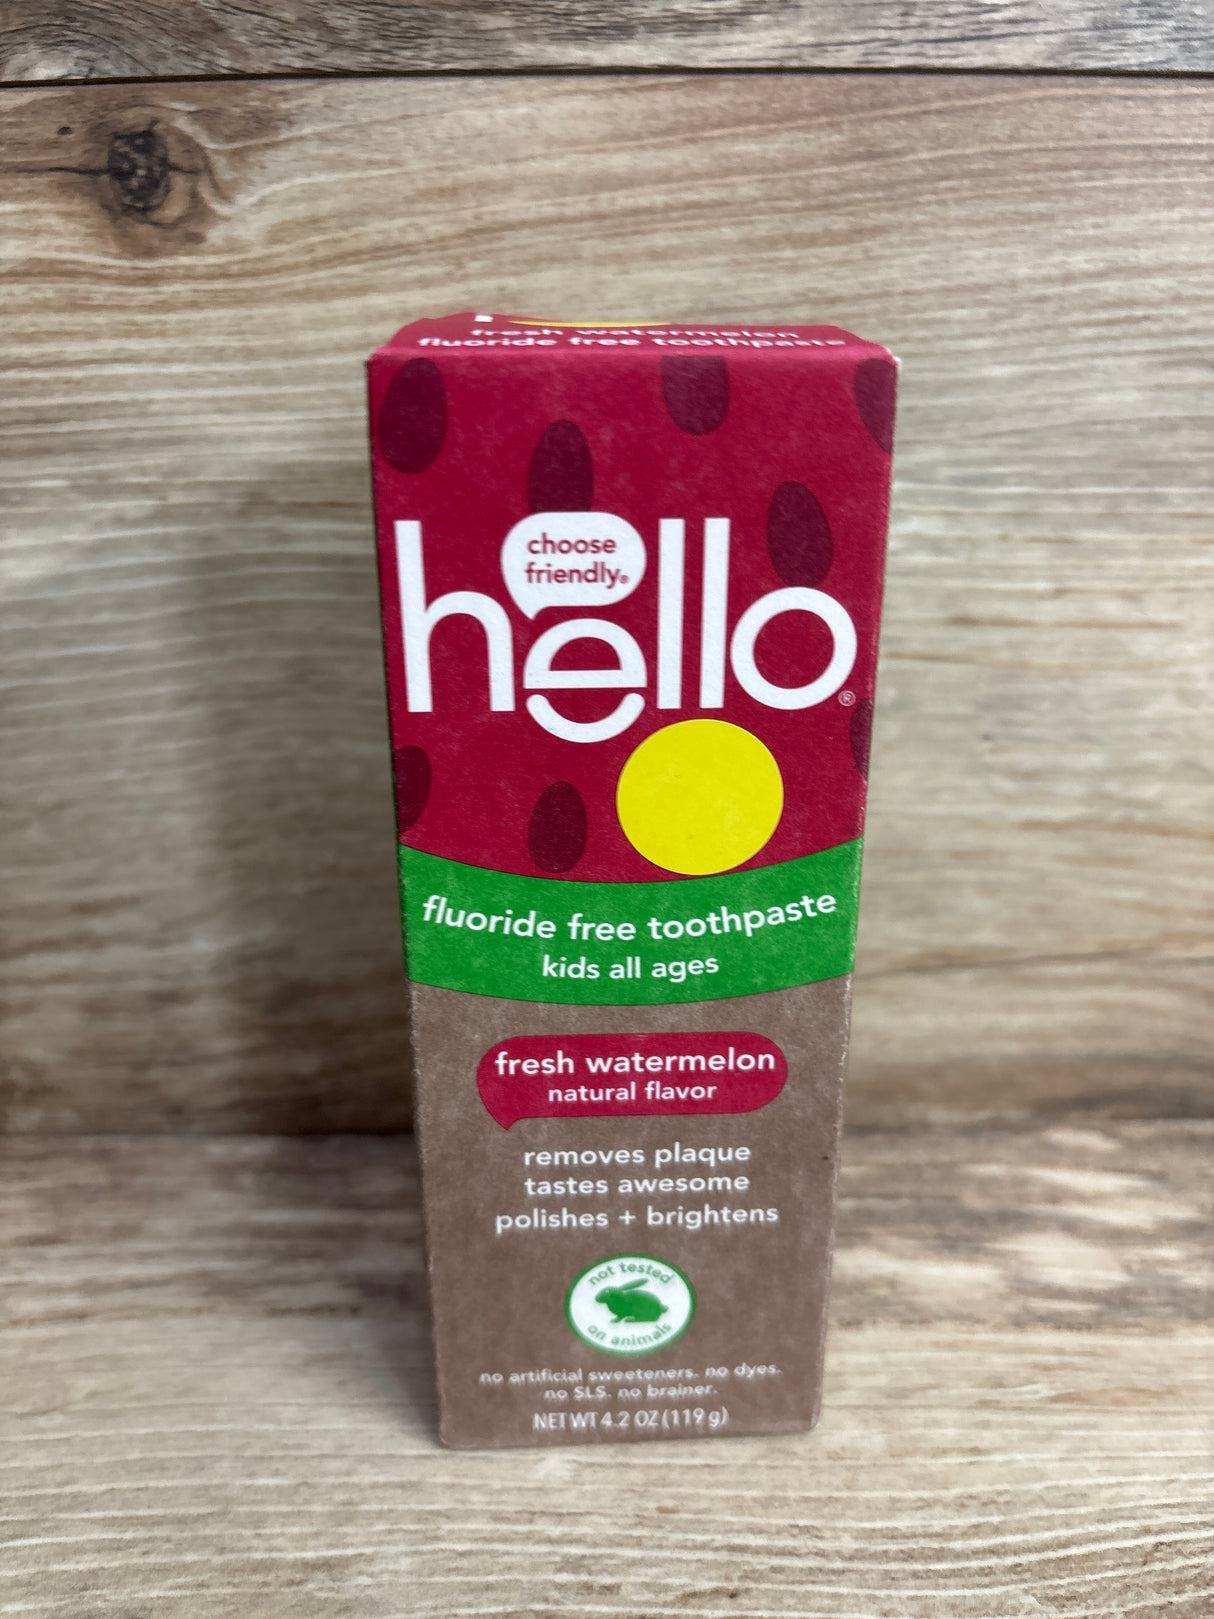 fresh watermelon
fluoride free toothpaste
choose
friendly®
hello®
fluoride free toothpaste
kids all ages
fresh watermelon
natural flavor
removes plaque
tastes awesome
polishes + brightens
not tested
on animals
no artificial sweeteners. no dyes.
no SLS. no brainer.
NET WT 4.2 OZ (119 g)